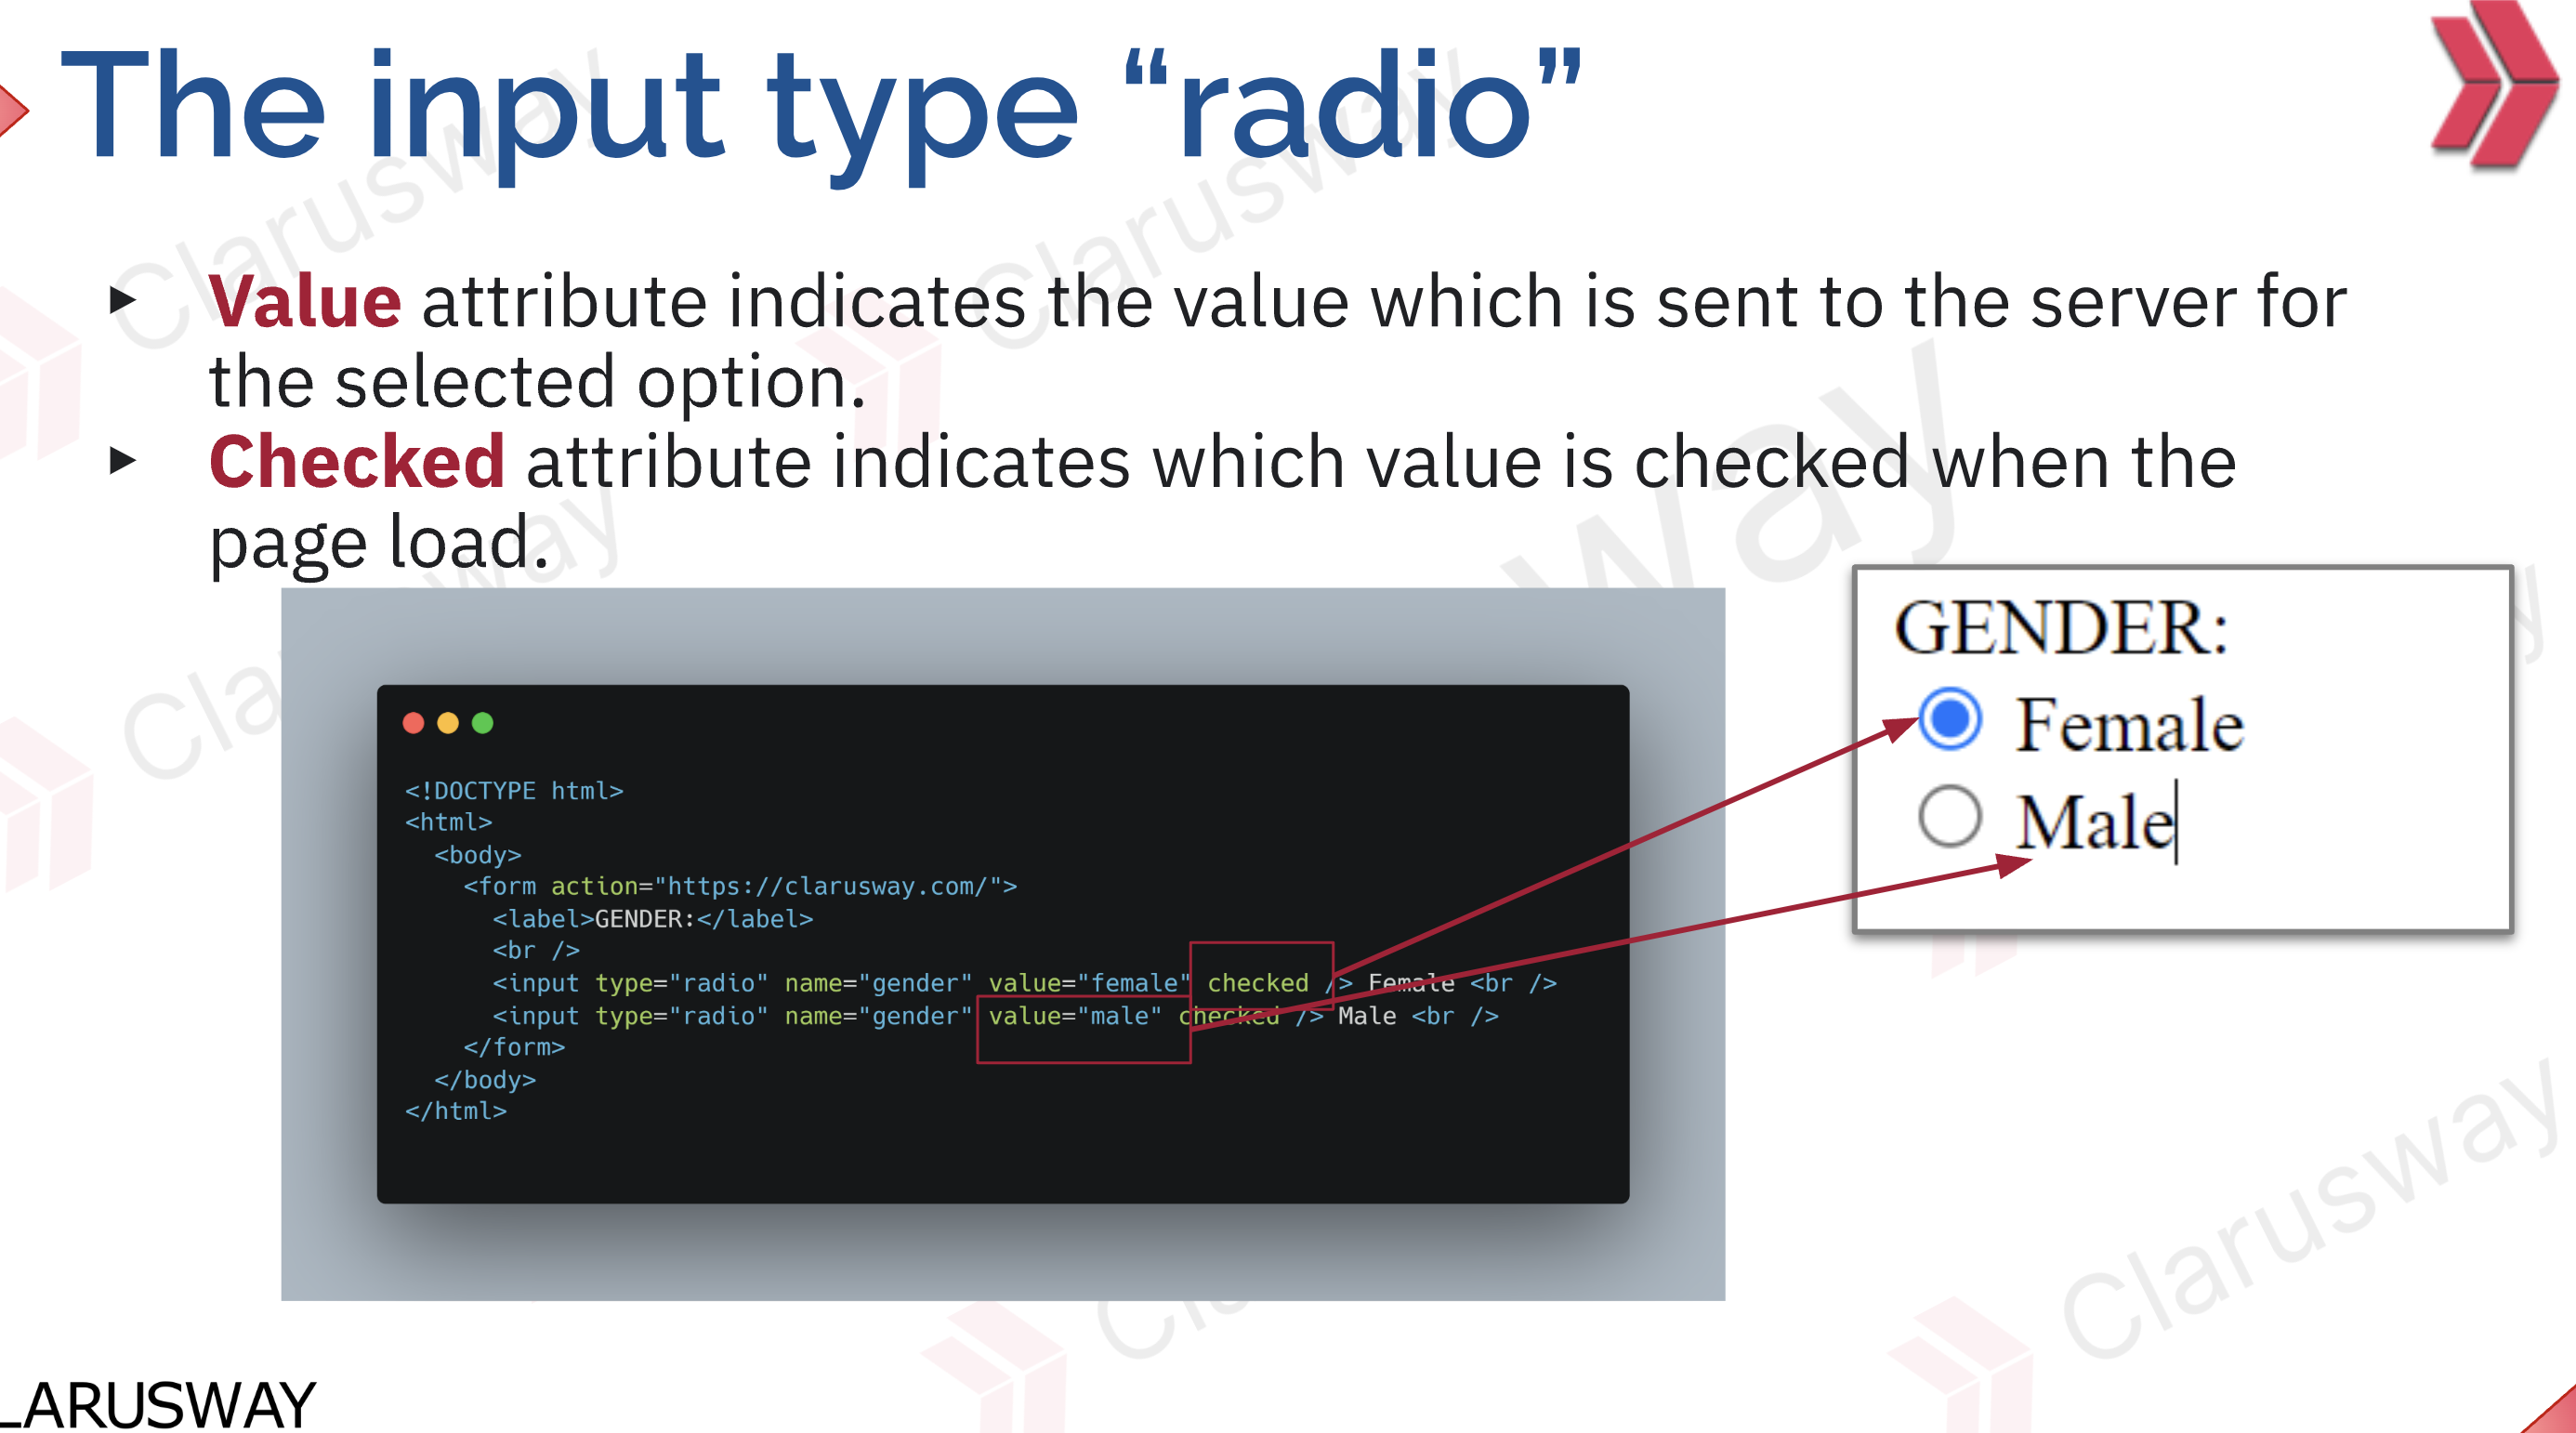 The input type “radio”
▸ Value attribute indicates the value which is sent to the server for
the selected option.
▸ Checked attribute indicates which value is checked when the
page load.
<!DOCTYPE html>
<html>
<body>
<form action="https://clarusway.com/">
<label>GENDER:</label>
<br />
<input type="radio" name="gender" value="female" checked /> Female <br />
<input type="radio" name="gender" value="male" checked /> Male <br />
</form>
</body>
</html>
GENDER:
Female
Male
LARUSWAY
Clarusway
Clarusway
way
Clarusway